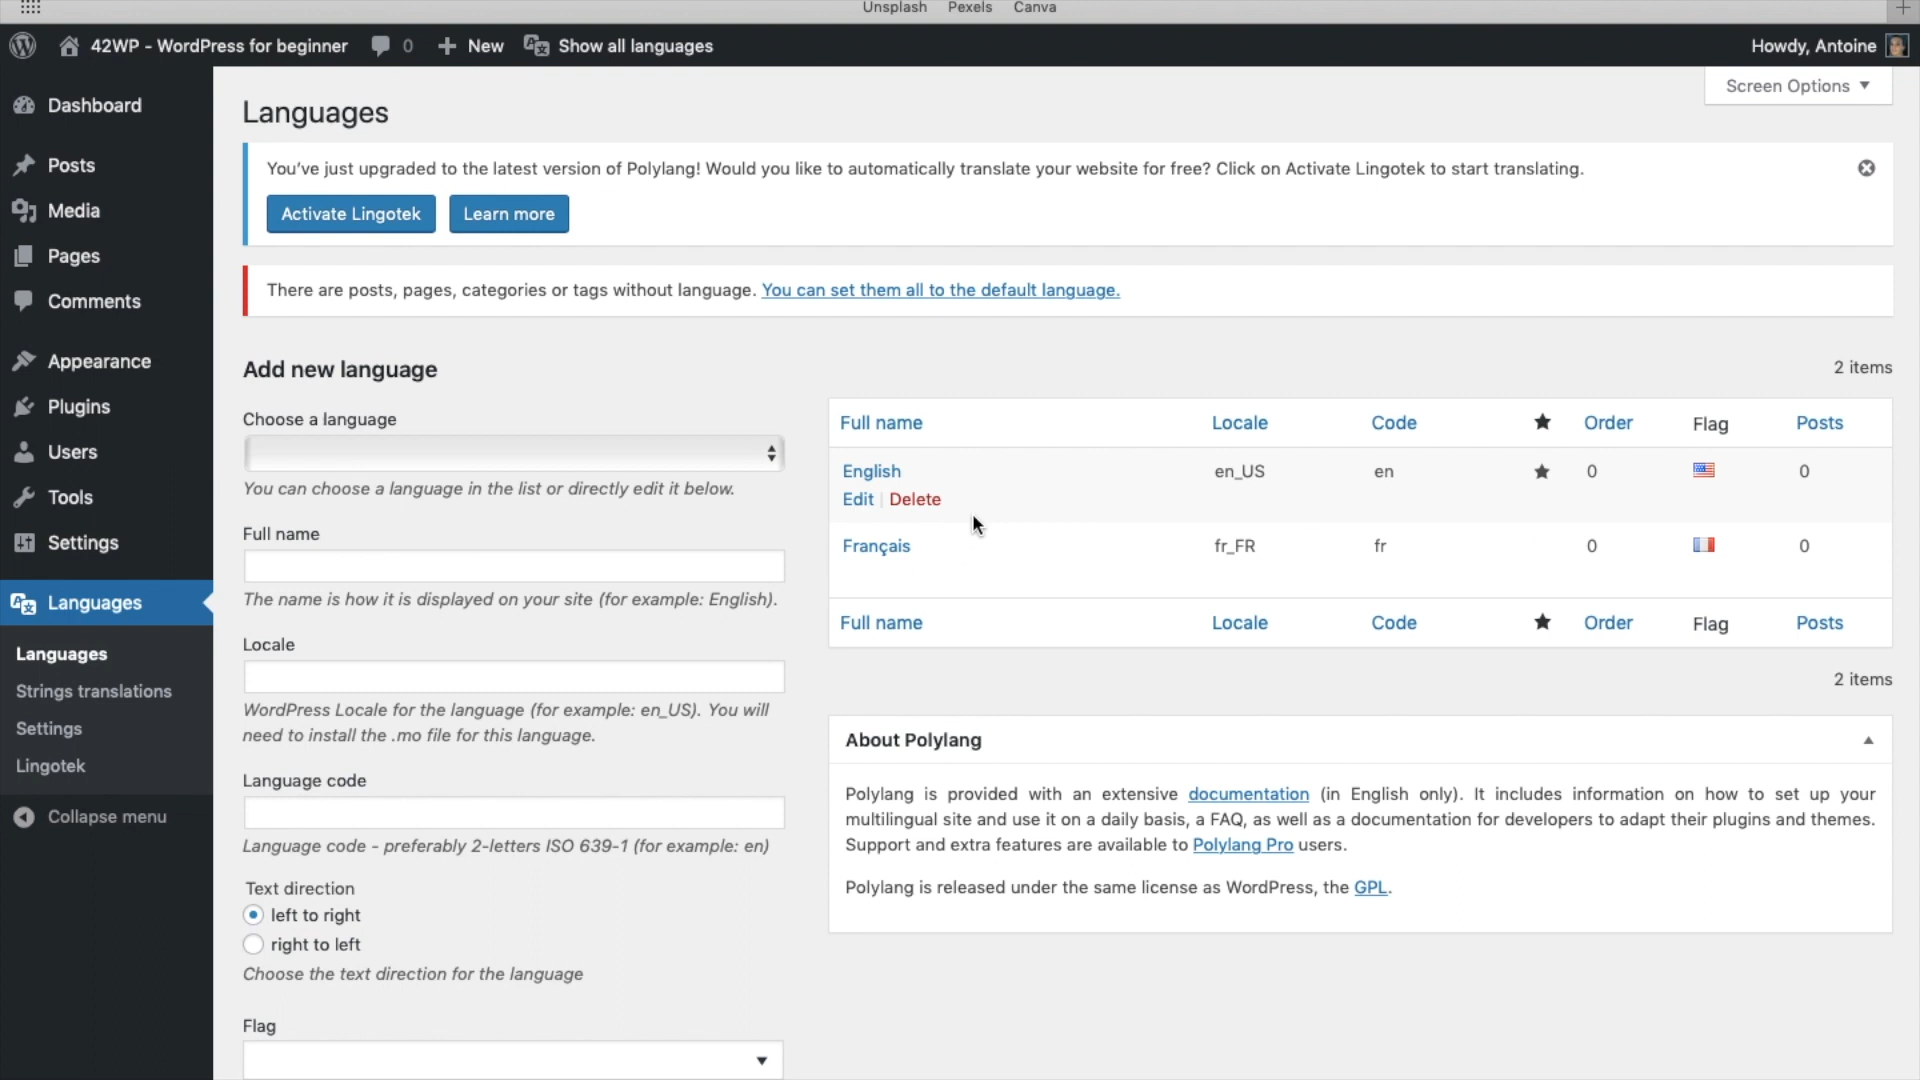 Unsplash Pexels Canva
42WP - WordPress for beginner 0 New Show all languages Howdy, Antoine
Screen Options
Dashboard
Posts
Media
Pages
Comments
Appearance
Plugins
Users
Tools
Settings
Languages
Languages
Strings translations
Settings
Lingotek
Collapse menu
Languages
You've just upgraded to the latest version of Polylang! Would you like to automatically translate your website for free? Click on Activate Lingotek to start translating.
Activate Lingotek Learn more
There are posts, pages, categories or tags without language. You can set them all to the default language.
Add new language
Choose a language
You can choose a language in the list or directly edit it below.
Full name
The name is how it is displayed on your site (for example: English).
Locale
WordPress Locale for the language (for example: en_US). You will
need to install the .mo file for this language.
Language code
Language code - preferably 2-letters ISO 639-1 (for example: en)
Text direction
left to right
right to left
Choose the text direction for the language
Flag
2 items
Full name Locale Code Order Flag Posts
English en_US en 0 0
Edit | Delete
Français fr_FR fr 0 0
Full name Locale Code Order Flag Posts
2 items
About Polylang
Polylang is provided with an extensive documentation (in English only). It includes information on how to set up your
multilingual site and use it on a daily basis, a FAQ, as well as a documentation for developers to adapt their plugins and themes.
Support and extra features are available to Polylang Pro users.
Polylang is released under the same license as WordPress, the GPL.